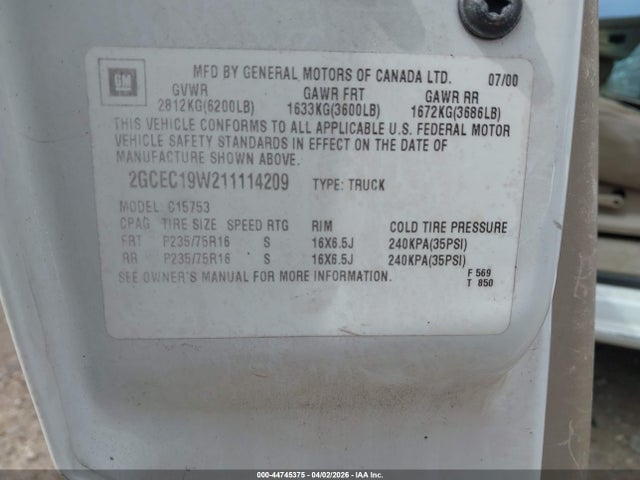 GM
MFD BY GENERAL MOTORS OF CANADA LTD. 07/00
GVWR GAWR FRT GAWR RR
2812KG(6200LB) 1633KG(3600LB) 1672KG(3686LB)
THIS VEHICLE CONFORMS TO ALL APPLICABLE U.S. FEDERAL MOTOR
VEHICLE SAFETY STANDARDS IN EFFECT ON THE DATE OF
MANUFACTURE SHOWN ABOVE.
2GCEC19W211114209 TYPE: TRUCK
MODEL: C15753
CPAG TIRE SIZE SPEED RTG RIM COLD TIRE PRESSURE
FRT P235/75R16 S 16X6.5J 240KPA(35PSI)
RR P235/75R16 S 16X6.5J 240KPA(35PSI)
SEE OWNER'S MANUAL FOR MORE INFORMATION.
F 569
T 850
000-44745375 - 04/02/2026 - IAAI.com